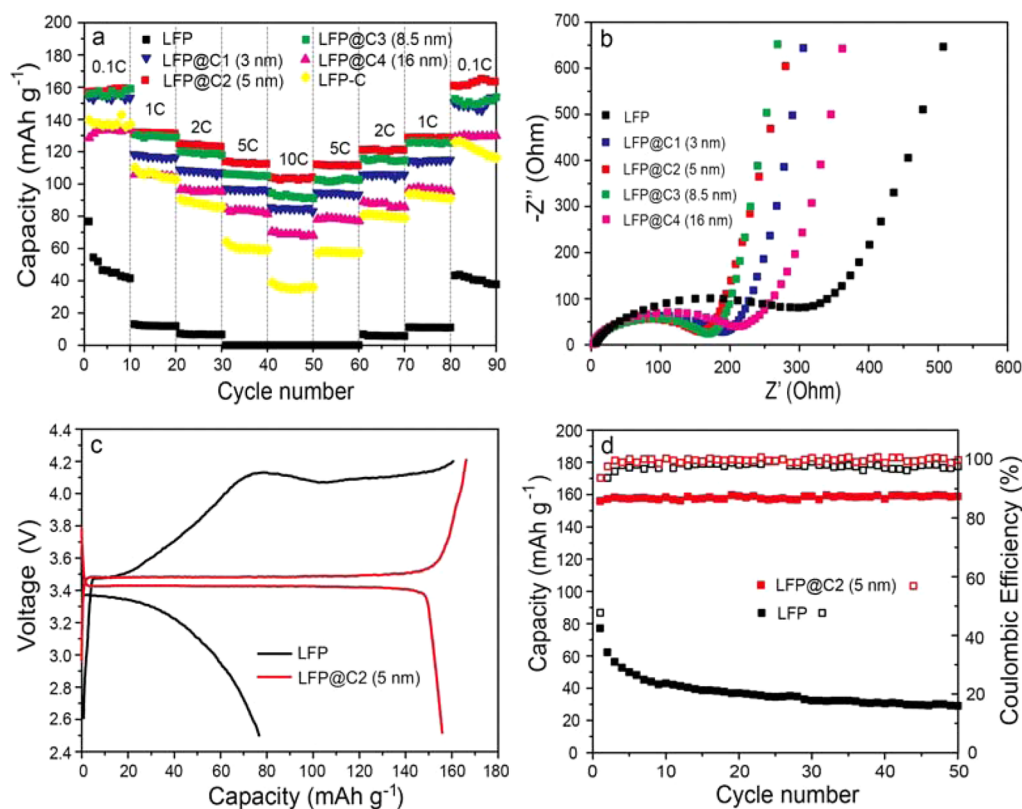 a
LFP
LFP@C1 (3 nm)
LFP@C2 (5 nm)
LFP@C3 (8.5 nm)
LFP@C4 (16 nm)
LFP-C
0.1C
1C
2C
5C
10C
5C
2C
1C
0.1C
200
180
160
140
120
100
80
60
40
20
0
Capacity (mAh g⁻¹)
0 10 20 30 40 50 60 70 80 90
Cycle number
b
LFP
LFP@C1 (3 nm)
LFP@C2 (5 nm)
LFP@C3 (8.5 nm)
LFP@C4 (16 nm)
700
600
500
400
300
200
100
0
-Z" (Ohm)
0 100 200 300 400 500 600
Z' (Ohm)
c
4.4
4.2
4.0
3.8
3.6
3.4
3.2
3.0
2.8
2.6
2.4
Voltage (V)
LFP
LFP@C2 (5 nm)
0 20 40 60 80 100 120 140 160 180
Capacity (mAh g⁻¹)
d
200
180
160
140
120
100
80
60
40
20
0
Capacity (mAh g⁻¹)
LFP@C2 (5 nm)
LFP
100
80
60
40
20
0
Coulombic Efficiency (%)
0 10 20 30 40 50
Cycle number